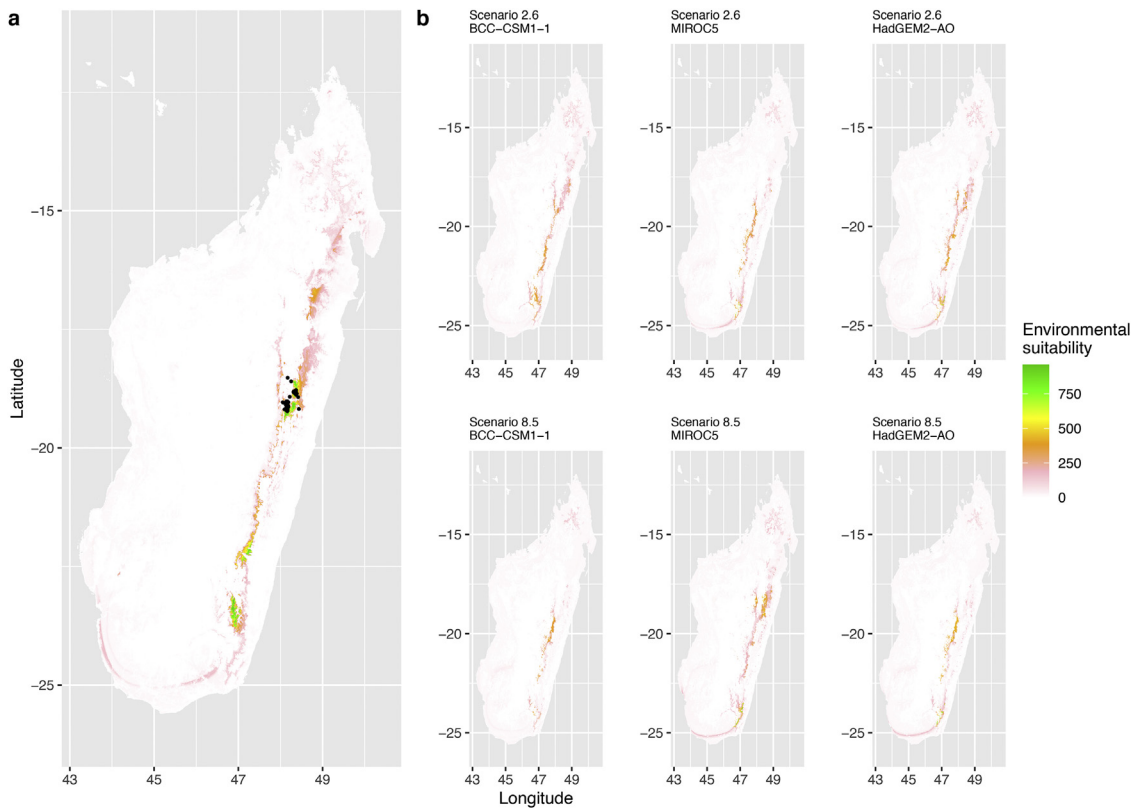 a
Latitude
−15
−20
−25
43
45
47
49
b
Scenario 2.6
BCC−CSM1−1
Scenario 2.6
MIROC5
Scenario 2.6
HadGEM2−AO
−15
−20
−25
43
45
47
49
−15
−20
−25
43
45
47
49
−15
−20
−25
43
45
47
49
Scenario 8.5
BCC−CSM1−1
Scenario 8.5
MIROC5
Scenario 8.5
HadGEM2−AO
−15
−20
−25
43
45
47
49
−15
−20
−25
43
45
47
49
−15
−20
−25
43
45
47
49
Longitude
Environmental
suitability
750
500
250
0